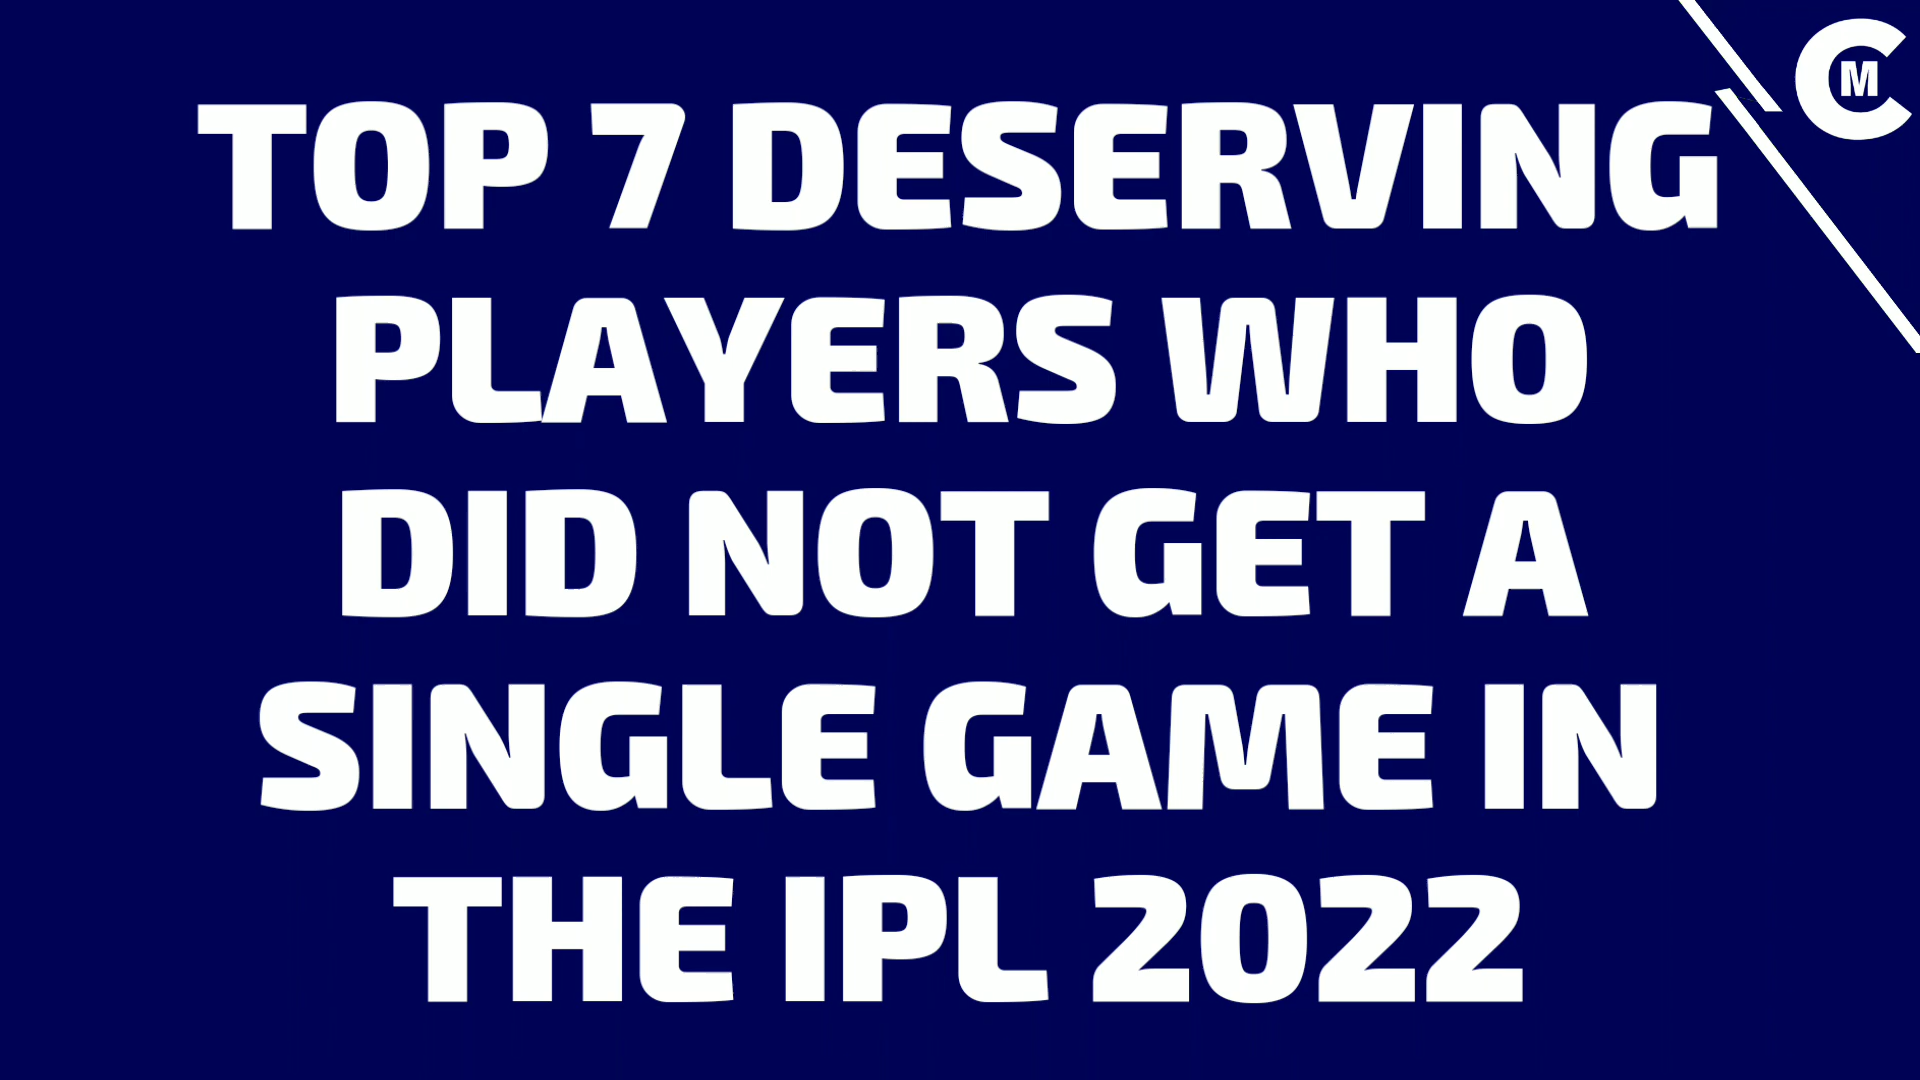 CM
TOP 7 DESERVING
PLAYERS WHO
DID NOT GET A
SINGLE GAME IN
THE IPL 2022